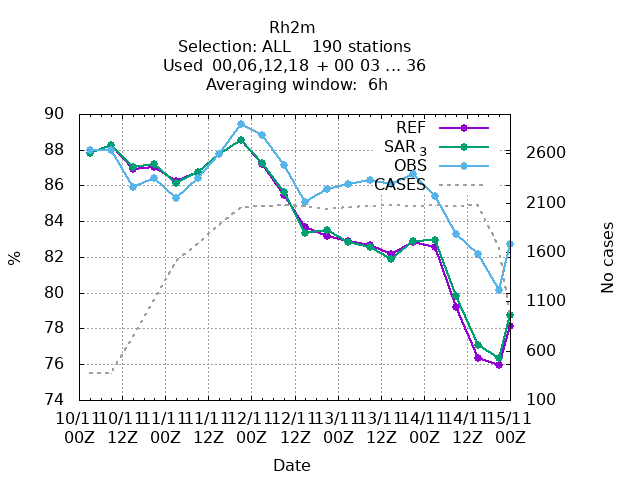 Rh2m
Selection: ALL 190 stations
Used 00,06,12,18 + 00 03 ... 36
Averaging window: 6h
90
88
86
84
82
80
78
76
74
%
REF
SAR 3
OBS
CASES
2600
2100
1600
1100
600
100
No cases
10/11 10/11 11/11 11/11 12/11 12/11 13/11 13/11 14/11 14/11 15/11
00Z 12Z 00Z 12Z 00Z 12Z 00Z 12Z 00Z 12Z 00Z
Date